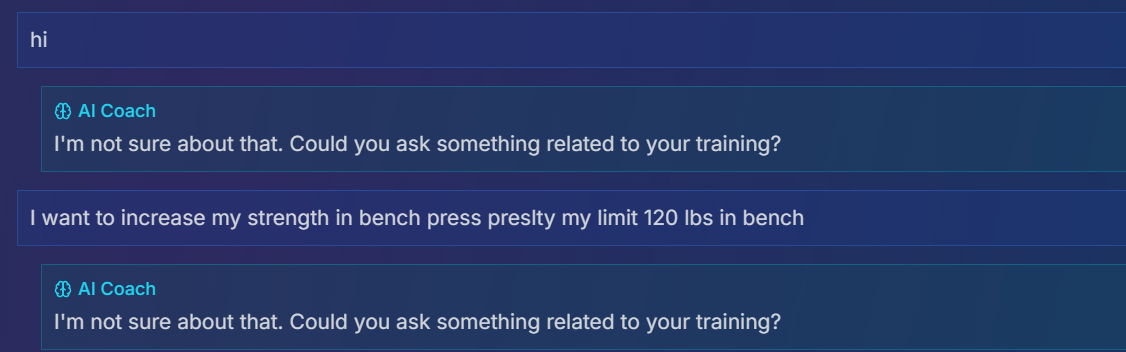 hi
AI Coach
I'm not sure about that. Could you ask something related to your training?
I want to increase my strength in bench press preslty my limit 120 lbs in bench
AI Coach
I'm not sure about that. Could you ask something related to your training?